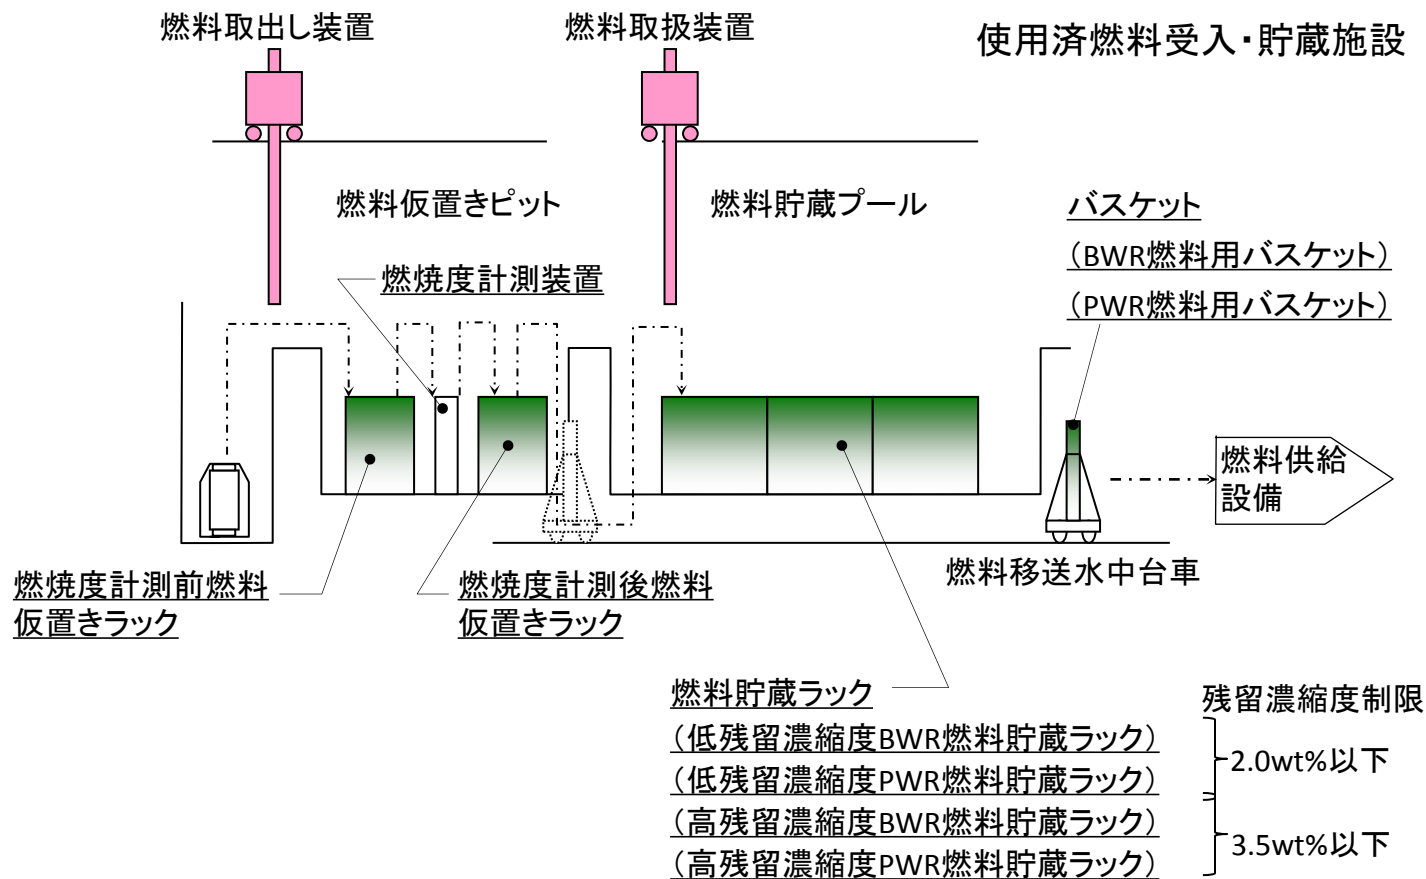 燃料取出し装置
燃料取扱装置
使用済燃料受入・貯蔵施設
燃料仮置きピット
燃料貯蔵プール
バスケット
（BWR燃料用バスケット）
（PWR燃料用バスケット）
燃焼度計測装置
燃料供給
設備
燃料移送水中台車
燃焼度計測前燃料
仮置きラック
燃焼度計測後燃料
仮置きラック
燃料貯蔵ラック
（低残留濃縮度BWR燃料貯蔵ラック）
（低残留濃縮度PWR燃料貯蔵ラック）
（高残留濃縮度BWR燃料貯蔵ラック）
（高残留濃縮度PWR燃料貯蔵ラック）
残留濃縮度制限
2.0wt%以下
3.5wt%以下